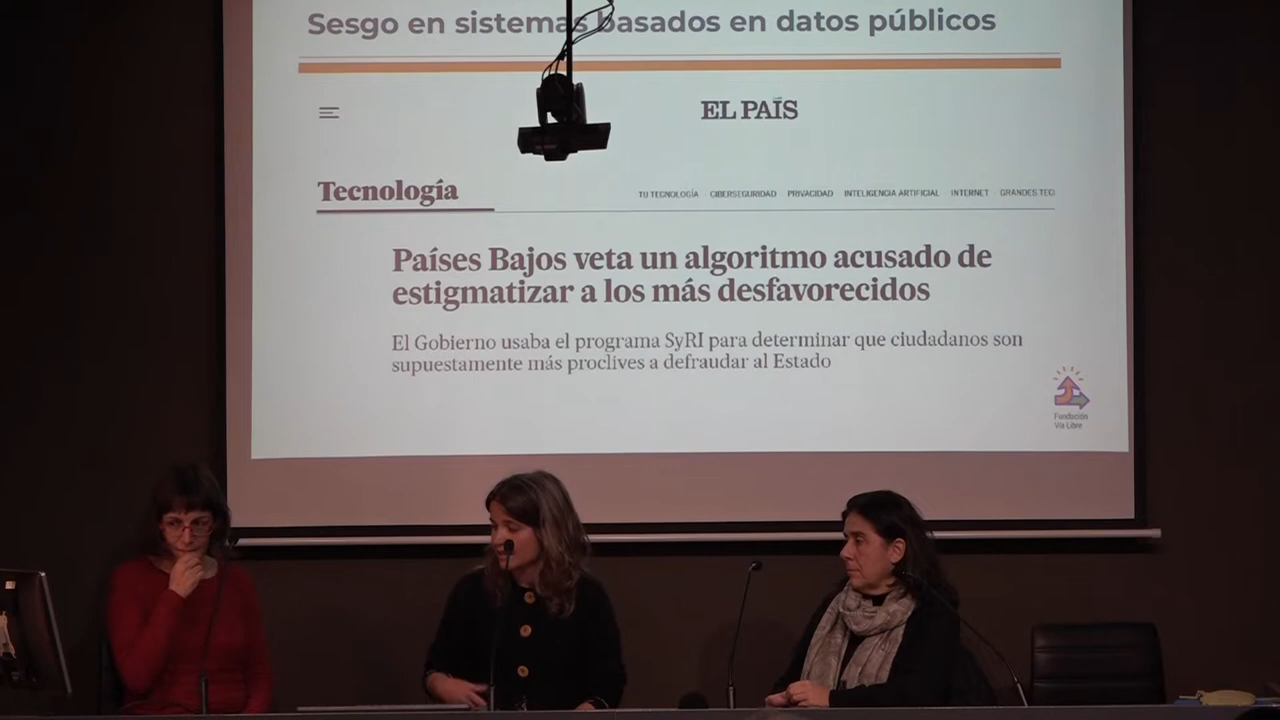 Sesgo en sistemas basados en datos públicos
EL PAÍS
Tecnología
TU TECNOLOGÍA CIBERSEGURIDAD PRIVACIDAD INTELIGENCIA ARTIFICIAL INTERNET GRANDES TEC
Países Bajos veta un algoritmo acusado de
estigmatizar a los más desfavorecidos
El Gobierno usaba el programa SyRI para determinar que ciudadanos son
supuestamente más proclives a defraudar al Estado
Fundación
Vía Libre